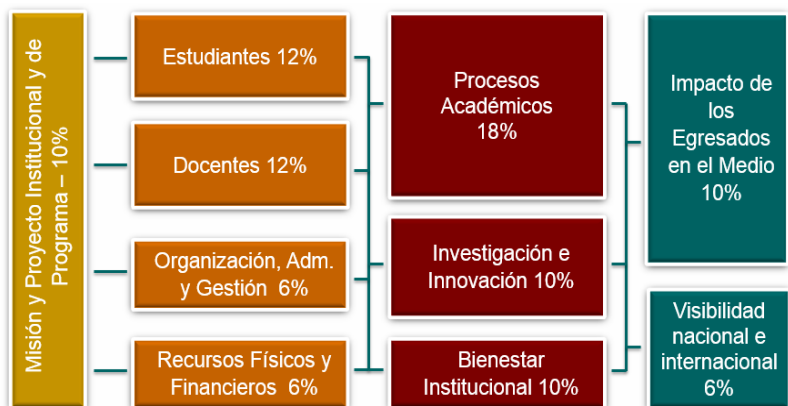 Misión y Proyecto Institucional y de
Programa – 10%
Estudiantes 12%
Docentes 12%
Organización, Adm.
y Gestión 6%
Recursos Físicos y
Financieros 6%
Procesos
Académicos
18%
Investigación e
Innovación 10%
Bienestar
Institucional 10%
Impacto de
los
Egresados
en el Medio
10%
Visibilidad
nacional e
internacional
6%